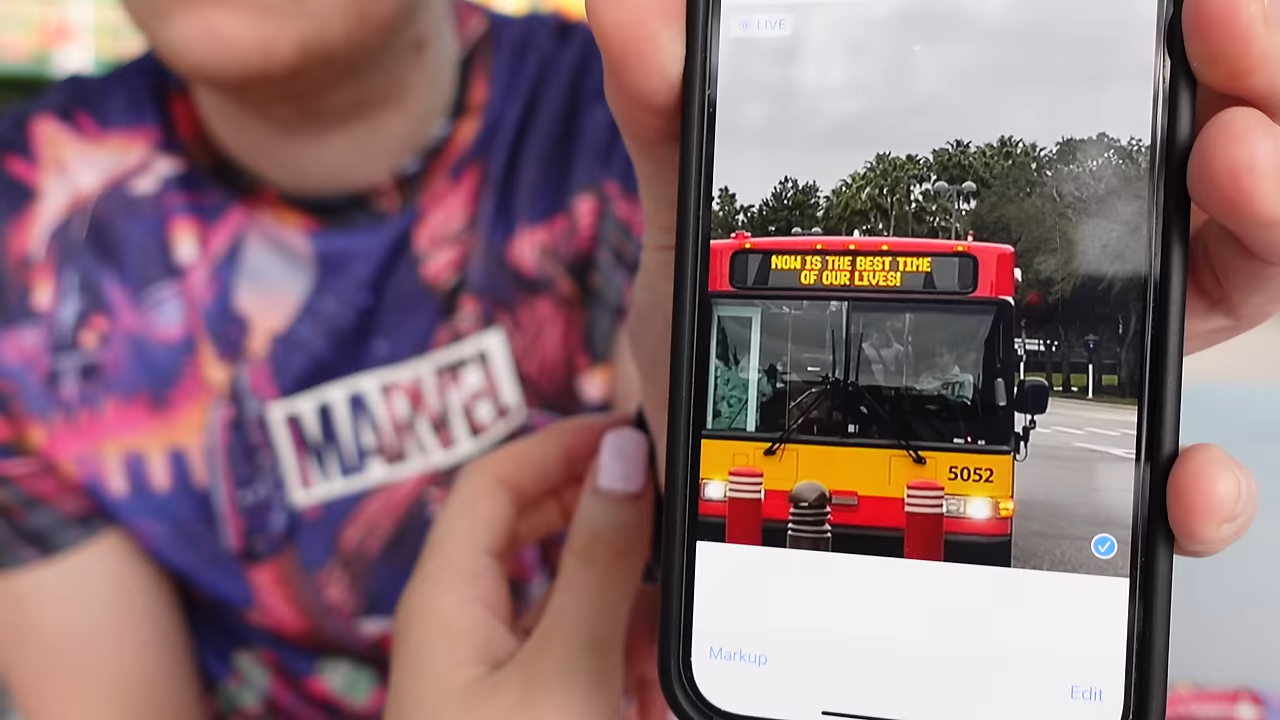 LIVE
NOW IS THE BEST TIME
OF OUR LIVES!
MARVEL
5052
Markup
Edit